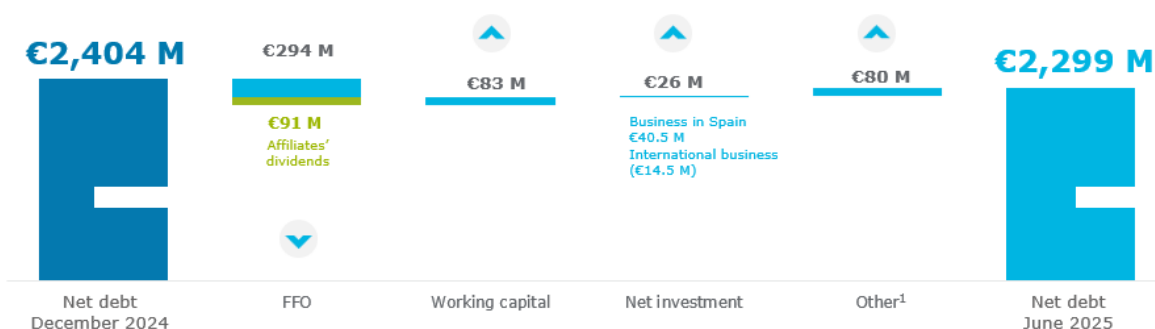 €2,404 M
€294 M
€91 M
Affiliates’
dividends
€83 M
€26 M
Business in Spain
€40.5 M
International business
(€14.5 M)
€80 M
€2,299 M
Net debt
December 2024
FFO
Working capital
Net investment
Other¹
Net debt
June 2025